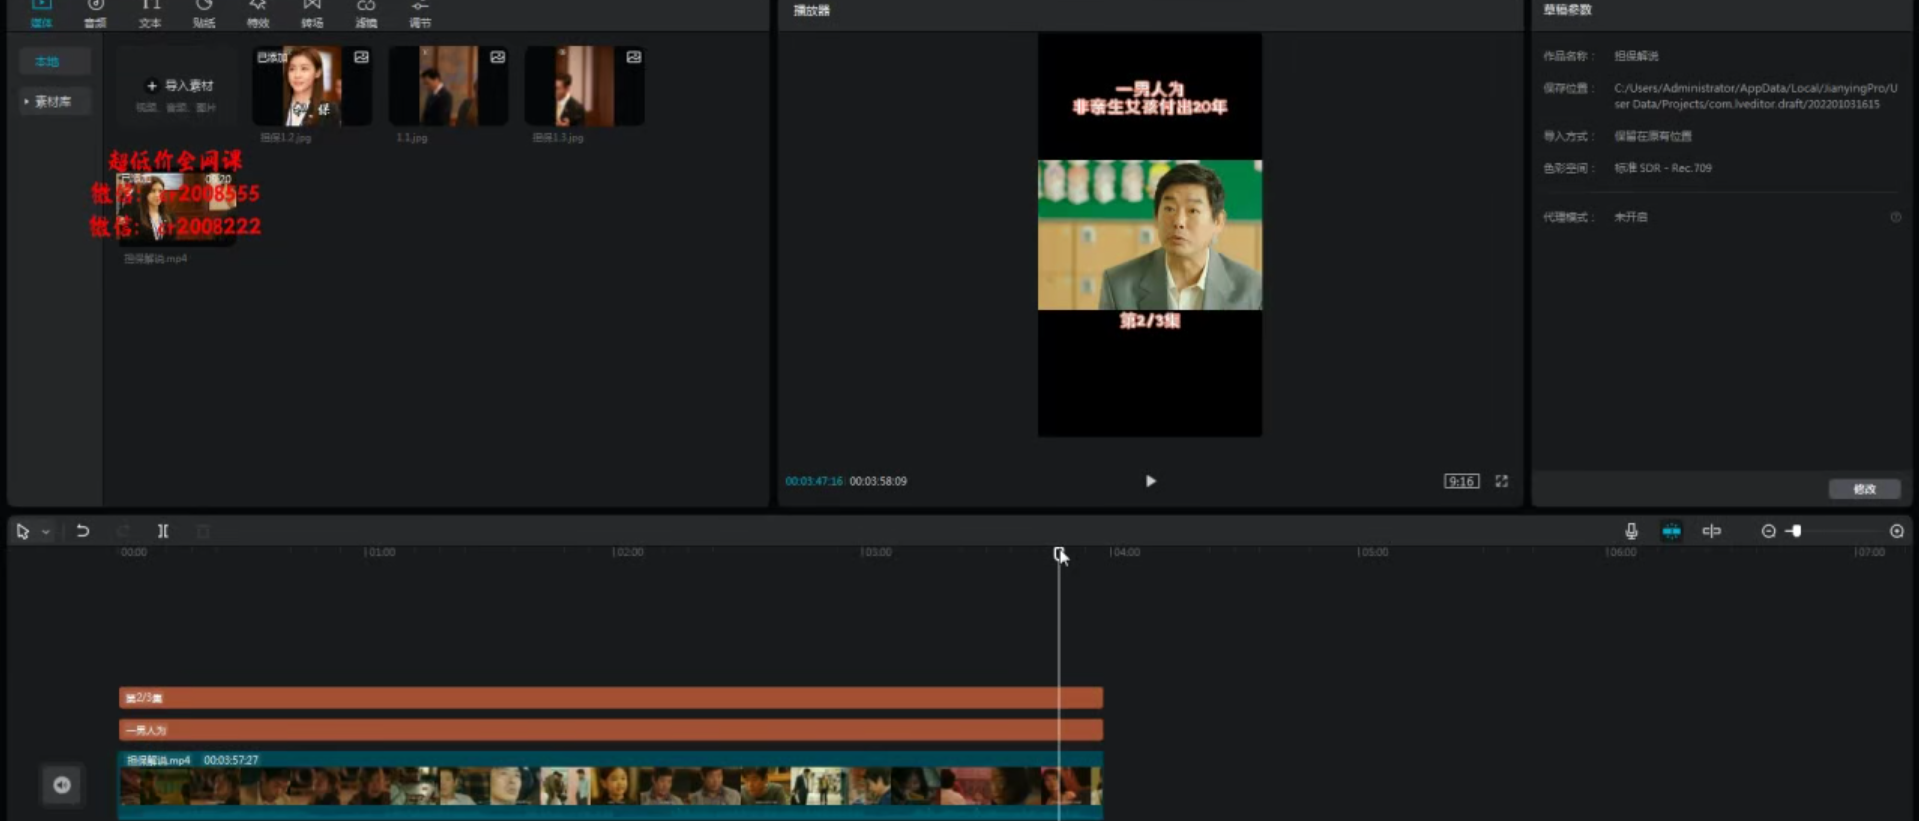 媒体 音频 文本 贴纸 特效 转场 滤镜 调节
本地
素材库
导入素材
视频、音频、图片
已添加
担保1.2.jpg
1.1.jpg
担保1.3.jpg
超低价全网课
微信：
2008555
微信：
2008222
担保解说.mp4
播放器
一男人为
非亲生女孩付出20年
第2/3集
00:03:47:16 00:03:58:09
9:16
草稿参数
作品名称： 担保解说
保存位置： C:/Users/Administrator/AppData/Local/JianyingPro/U
ser Data/Projects/com.lveditor.draft/202201031615
导入方式： 保留在原有位置
色彩空间： 标准 SDR - Rec.709
代理模式： 未开启
修改
00:00 01:00 02:00 03:00 04:00 05:00 06:00 07:00
第2/3集
一男人为
担保解说.mp4 00:03:57:27